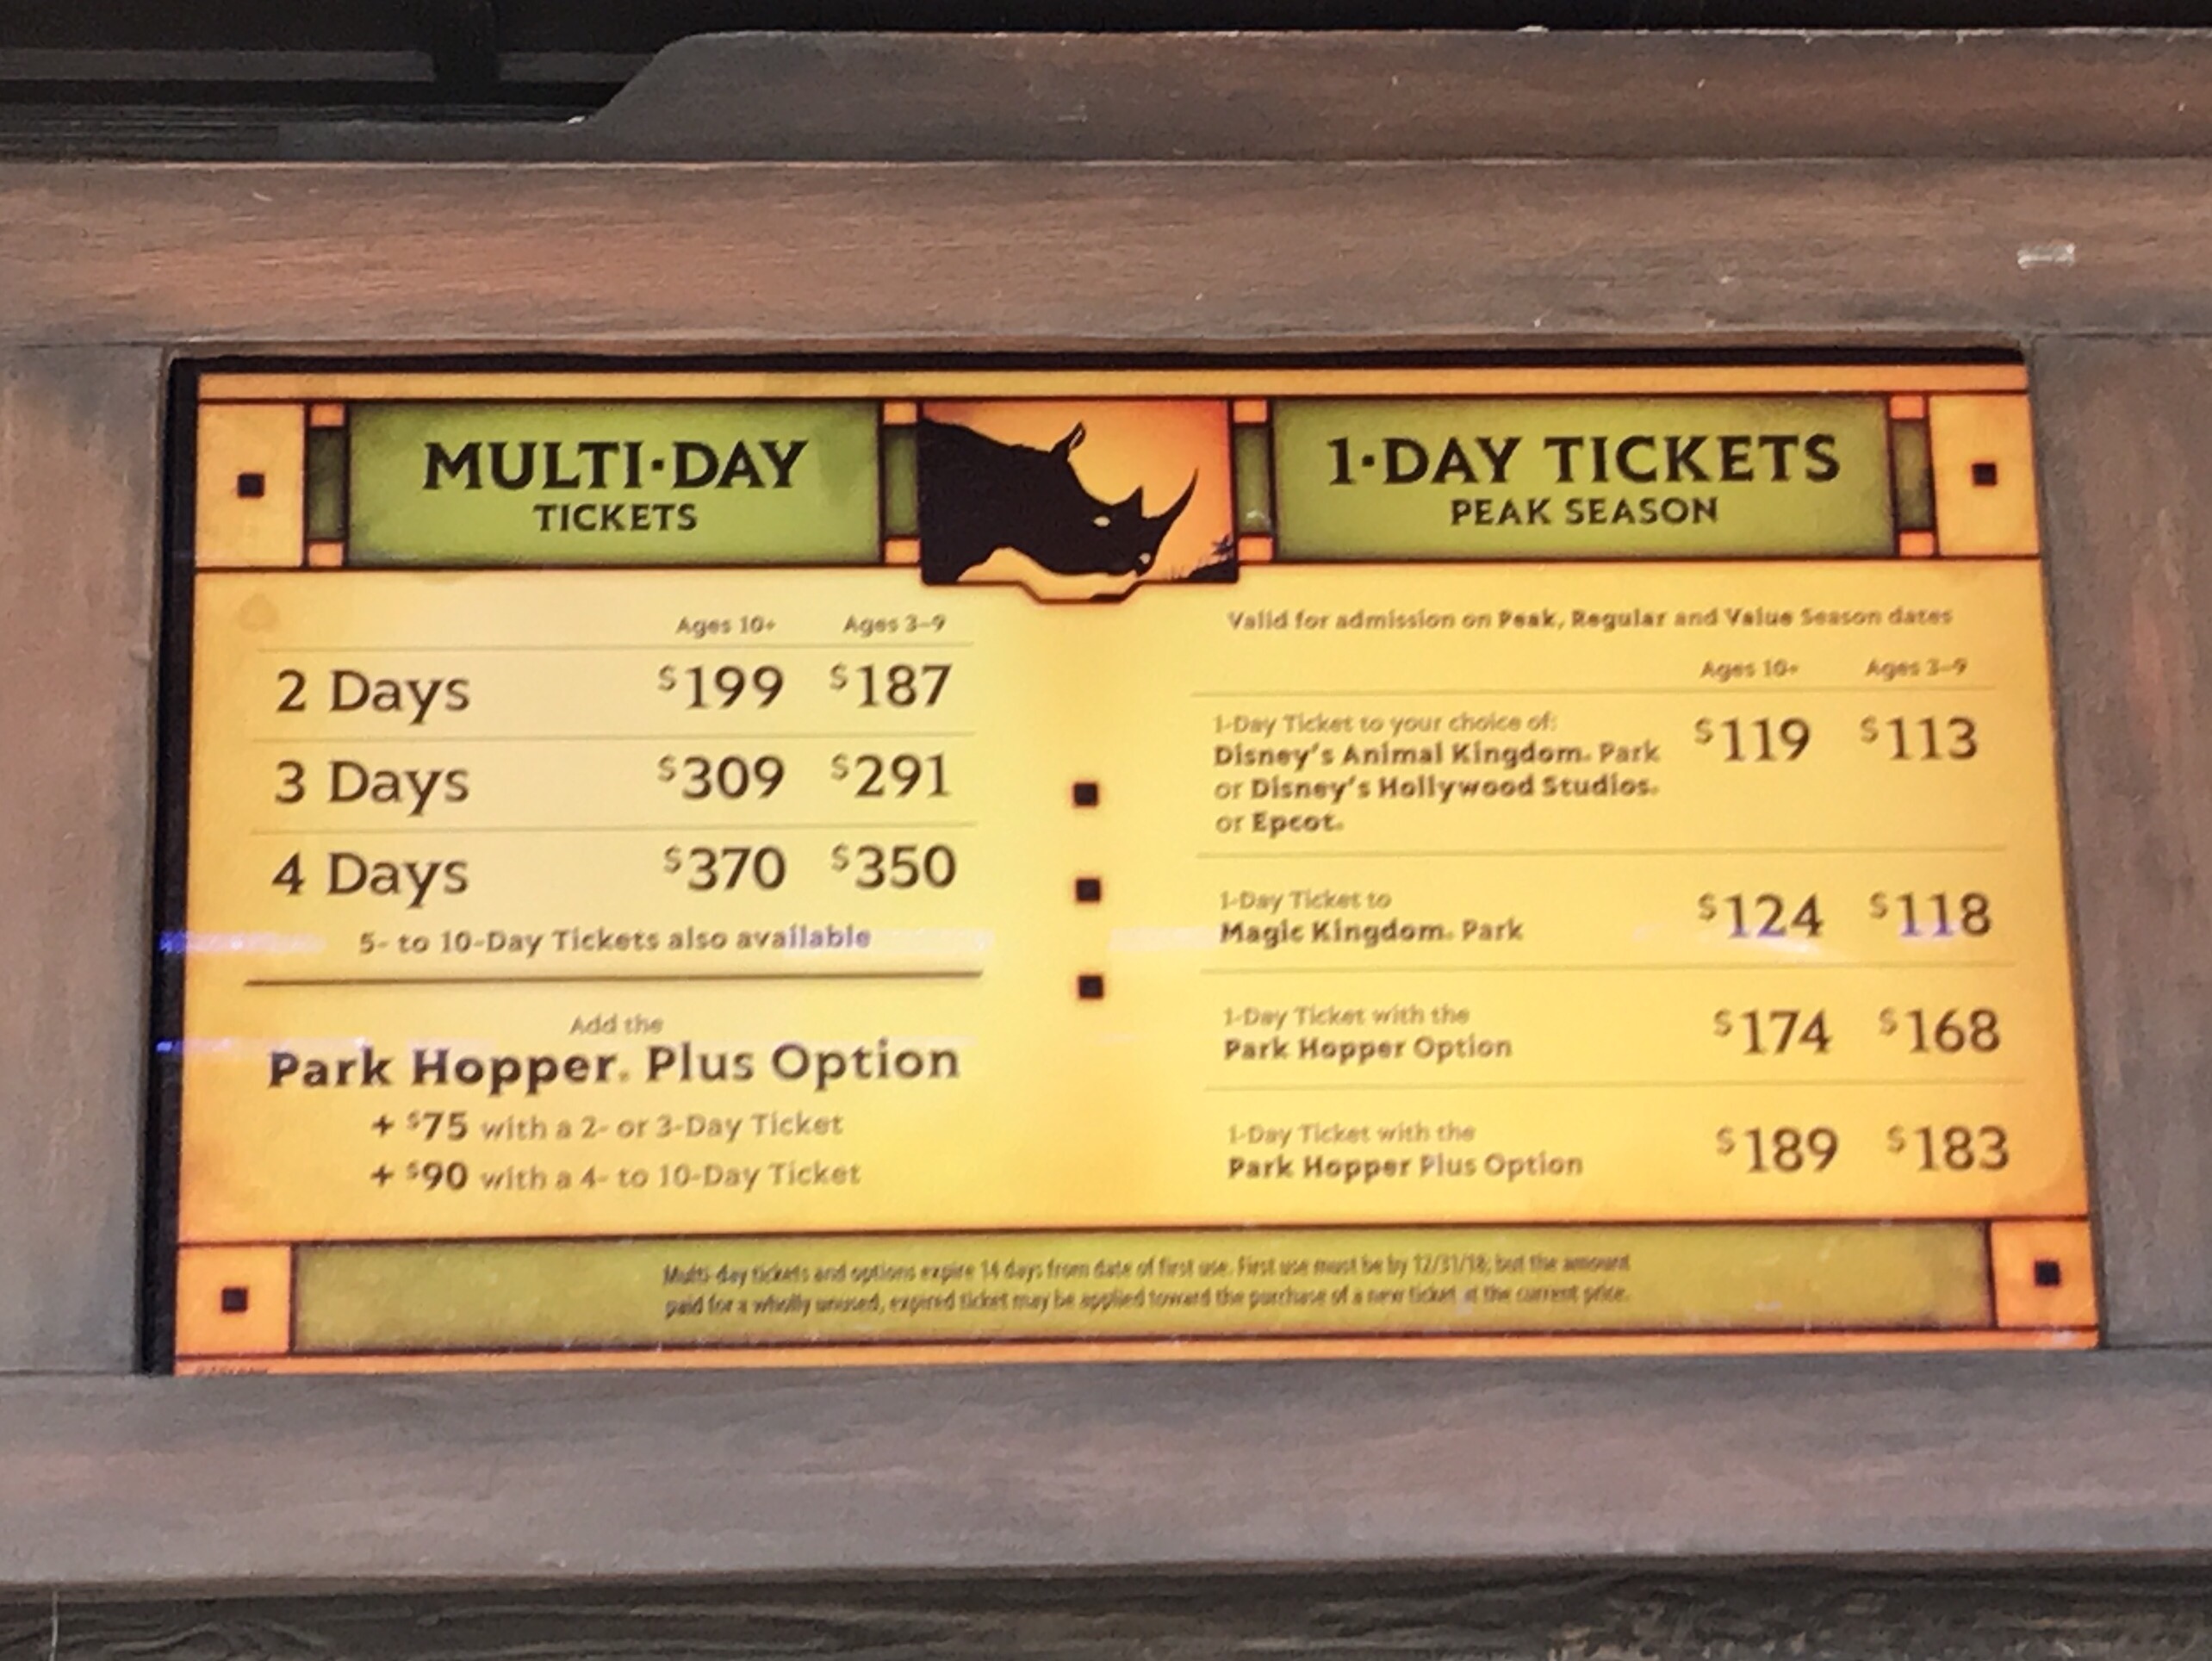 MULTI·DAY
TICKETS
Ages 10+ Ages 3–9
2 Days $199 $187
3 Days $309 $291
4 Days $370 $350
5- to 10-Day Tickets also available
Add the
Park Hopper® Plus Option
+ $75 with a 2- or 3-Day Ticket
+ $90 with a 4- to 10-Day Ticket
1·DAY TICKETS
PEAK SEASON
Valid for admission on Peak, Regular and Value Season dates
Ages 10+ Ages 3–9
1-Day Ticket to your choice of:
Disney's Animal Kingdom® Park $119 $113
or Disney's Hollywood Studios®
or Epcot®
1-Day Ticket to
Magic Kingdom® Park $124 $118
1-Day Ticket with the
Park Hopper Option $174 $168
1-Day Ticket with the
Park Hopper Plus Option $189 $183
Multi-day tickets and options expire 14 days from date of first use. First use must be by 12/31/18; but the amount
paid for a wholly unused, expired ticket may be applied toward the purchase of a new ticket at the current price.